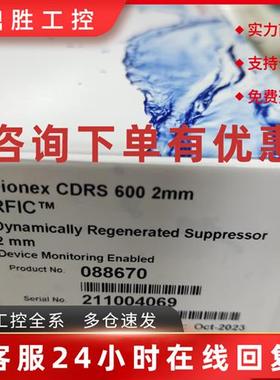 胜工控
实力
支持
免费
咨询下单有优惠
ionex CDRS 600 2mm
RFIC™
Dynamically Regenerated Suppressor
2 mm
Device Monitoring Enabled
Product No. 088670
Serial No. 211004069
Oct-2023
工控全系 多仓速发
客服24小时在线回复